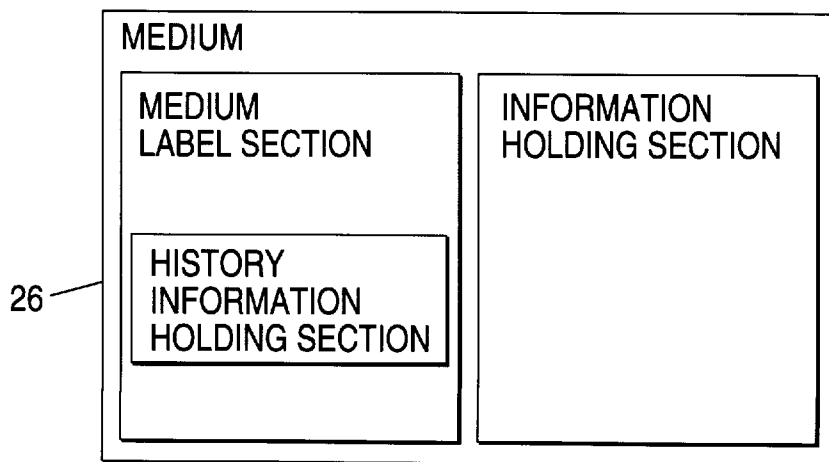 MEDIUM
MEDIUM
LABEL SECTION
INFORMATION
HOLDING SECTION
HISTORY
INFORMATION
HOLDING SECTION
26